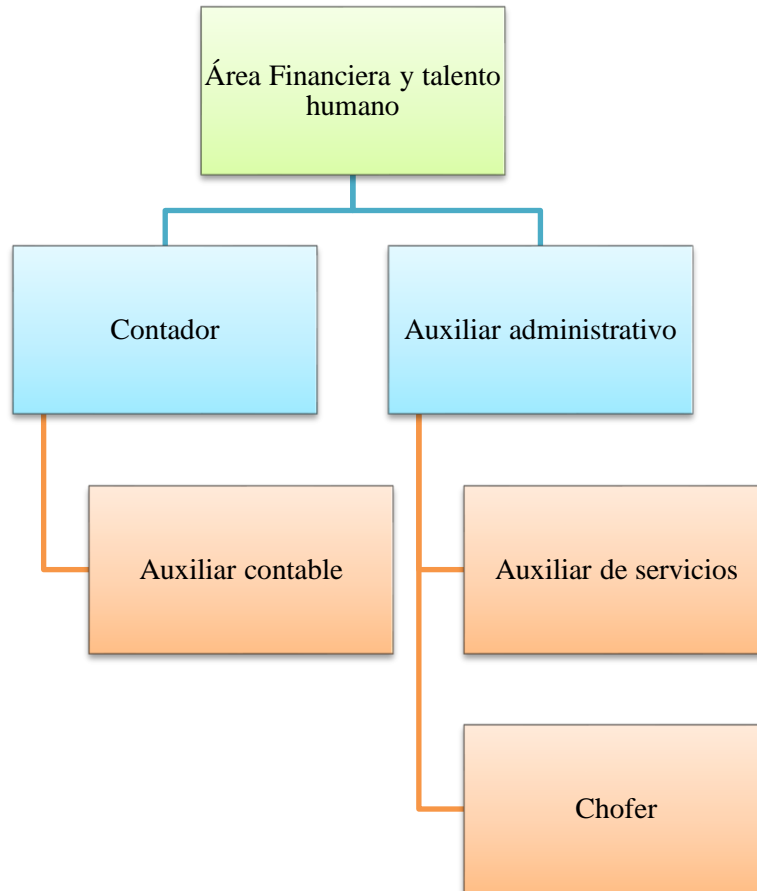 Área Financiera y talento
humano
Contador
Auxiliar administrativo
Auxiliar contable
Auxiliar de servicios
Chofer